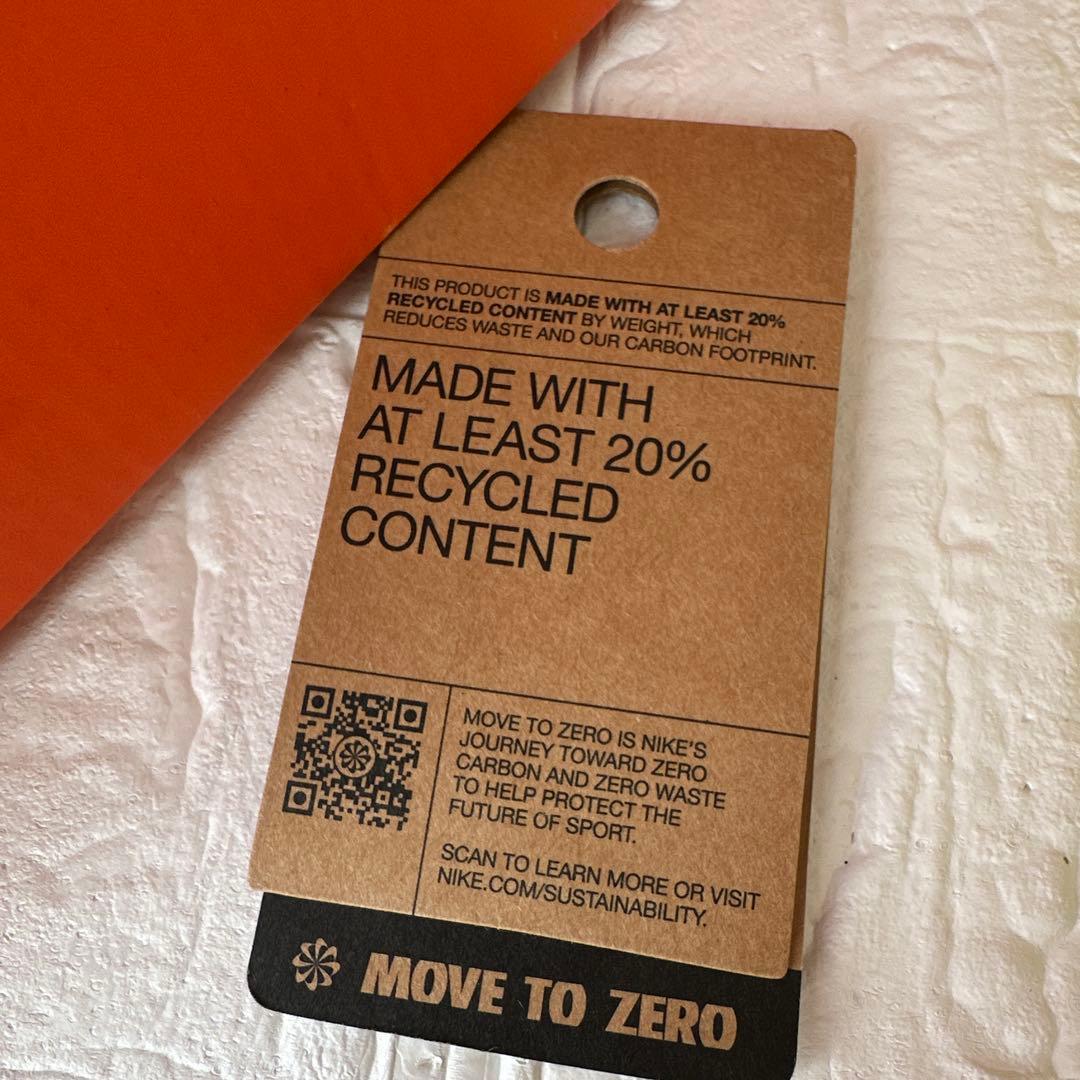 THIS PRODUCT IS MADE WITH AT LEAST 20%
RECYCLED CONTENT BY WEIGHT, WHICH
REDUCES WASTE AND OUR CARBON FOOTPRINT.
MADE WITH
AT LEAST 20%
RECYCLED
CONTENT
MOVE TO ZERO IS NIKE'S
JOURNEY TOWARD ZERO
CARBON AND ZERO WASTE
TO HELP PROTECT THE
FUTURE OF SPORT.
SCAN TO LEARN MORE OR VISIT
NIKE.COM/SUSTAINABILITY.
MOVE TO ZERO